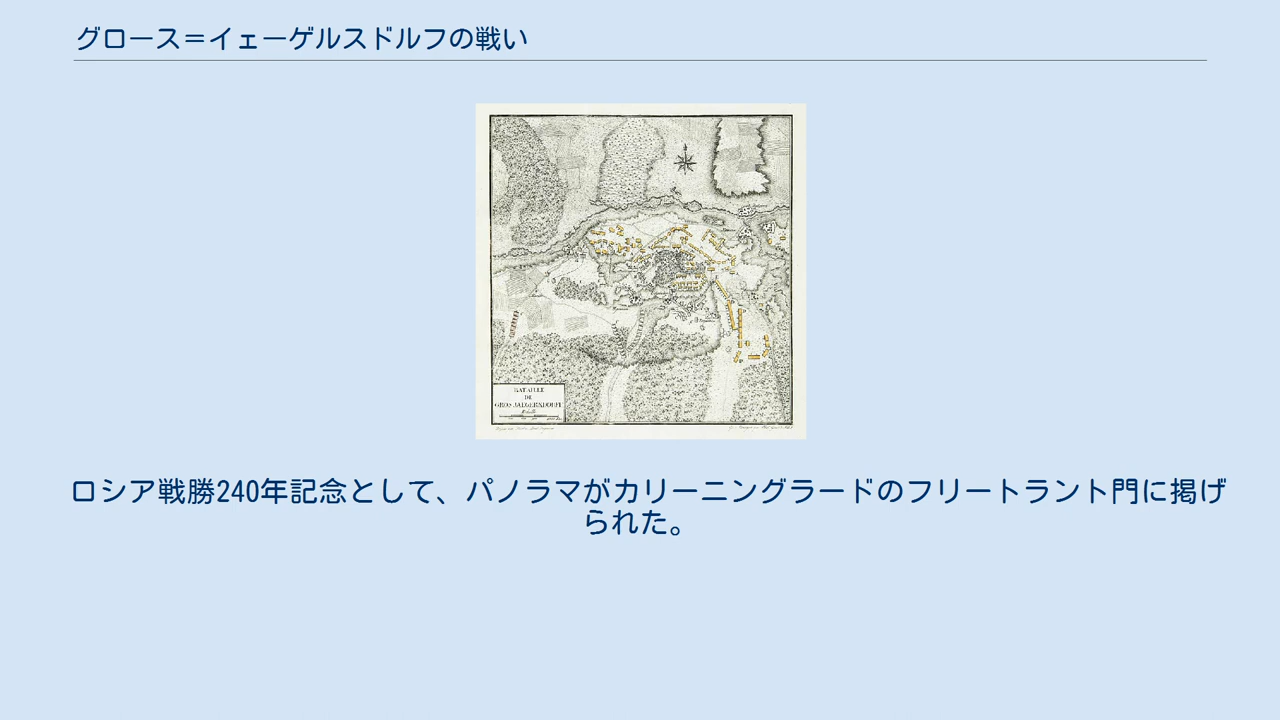 グロース＝イェーゲルスドルフの戦い
BATAILLE
DE
GROS JAEGERSDORFF
ロシア戦勝240年記念として、パノラマがカリーニングラードのフリートラント門に掲げ
られた。